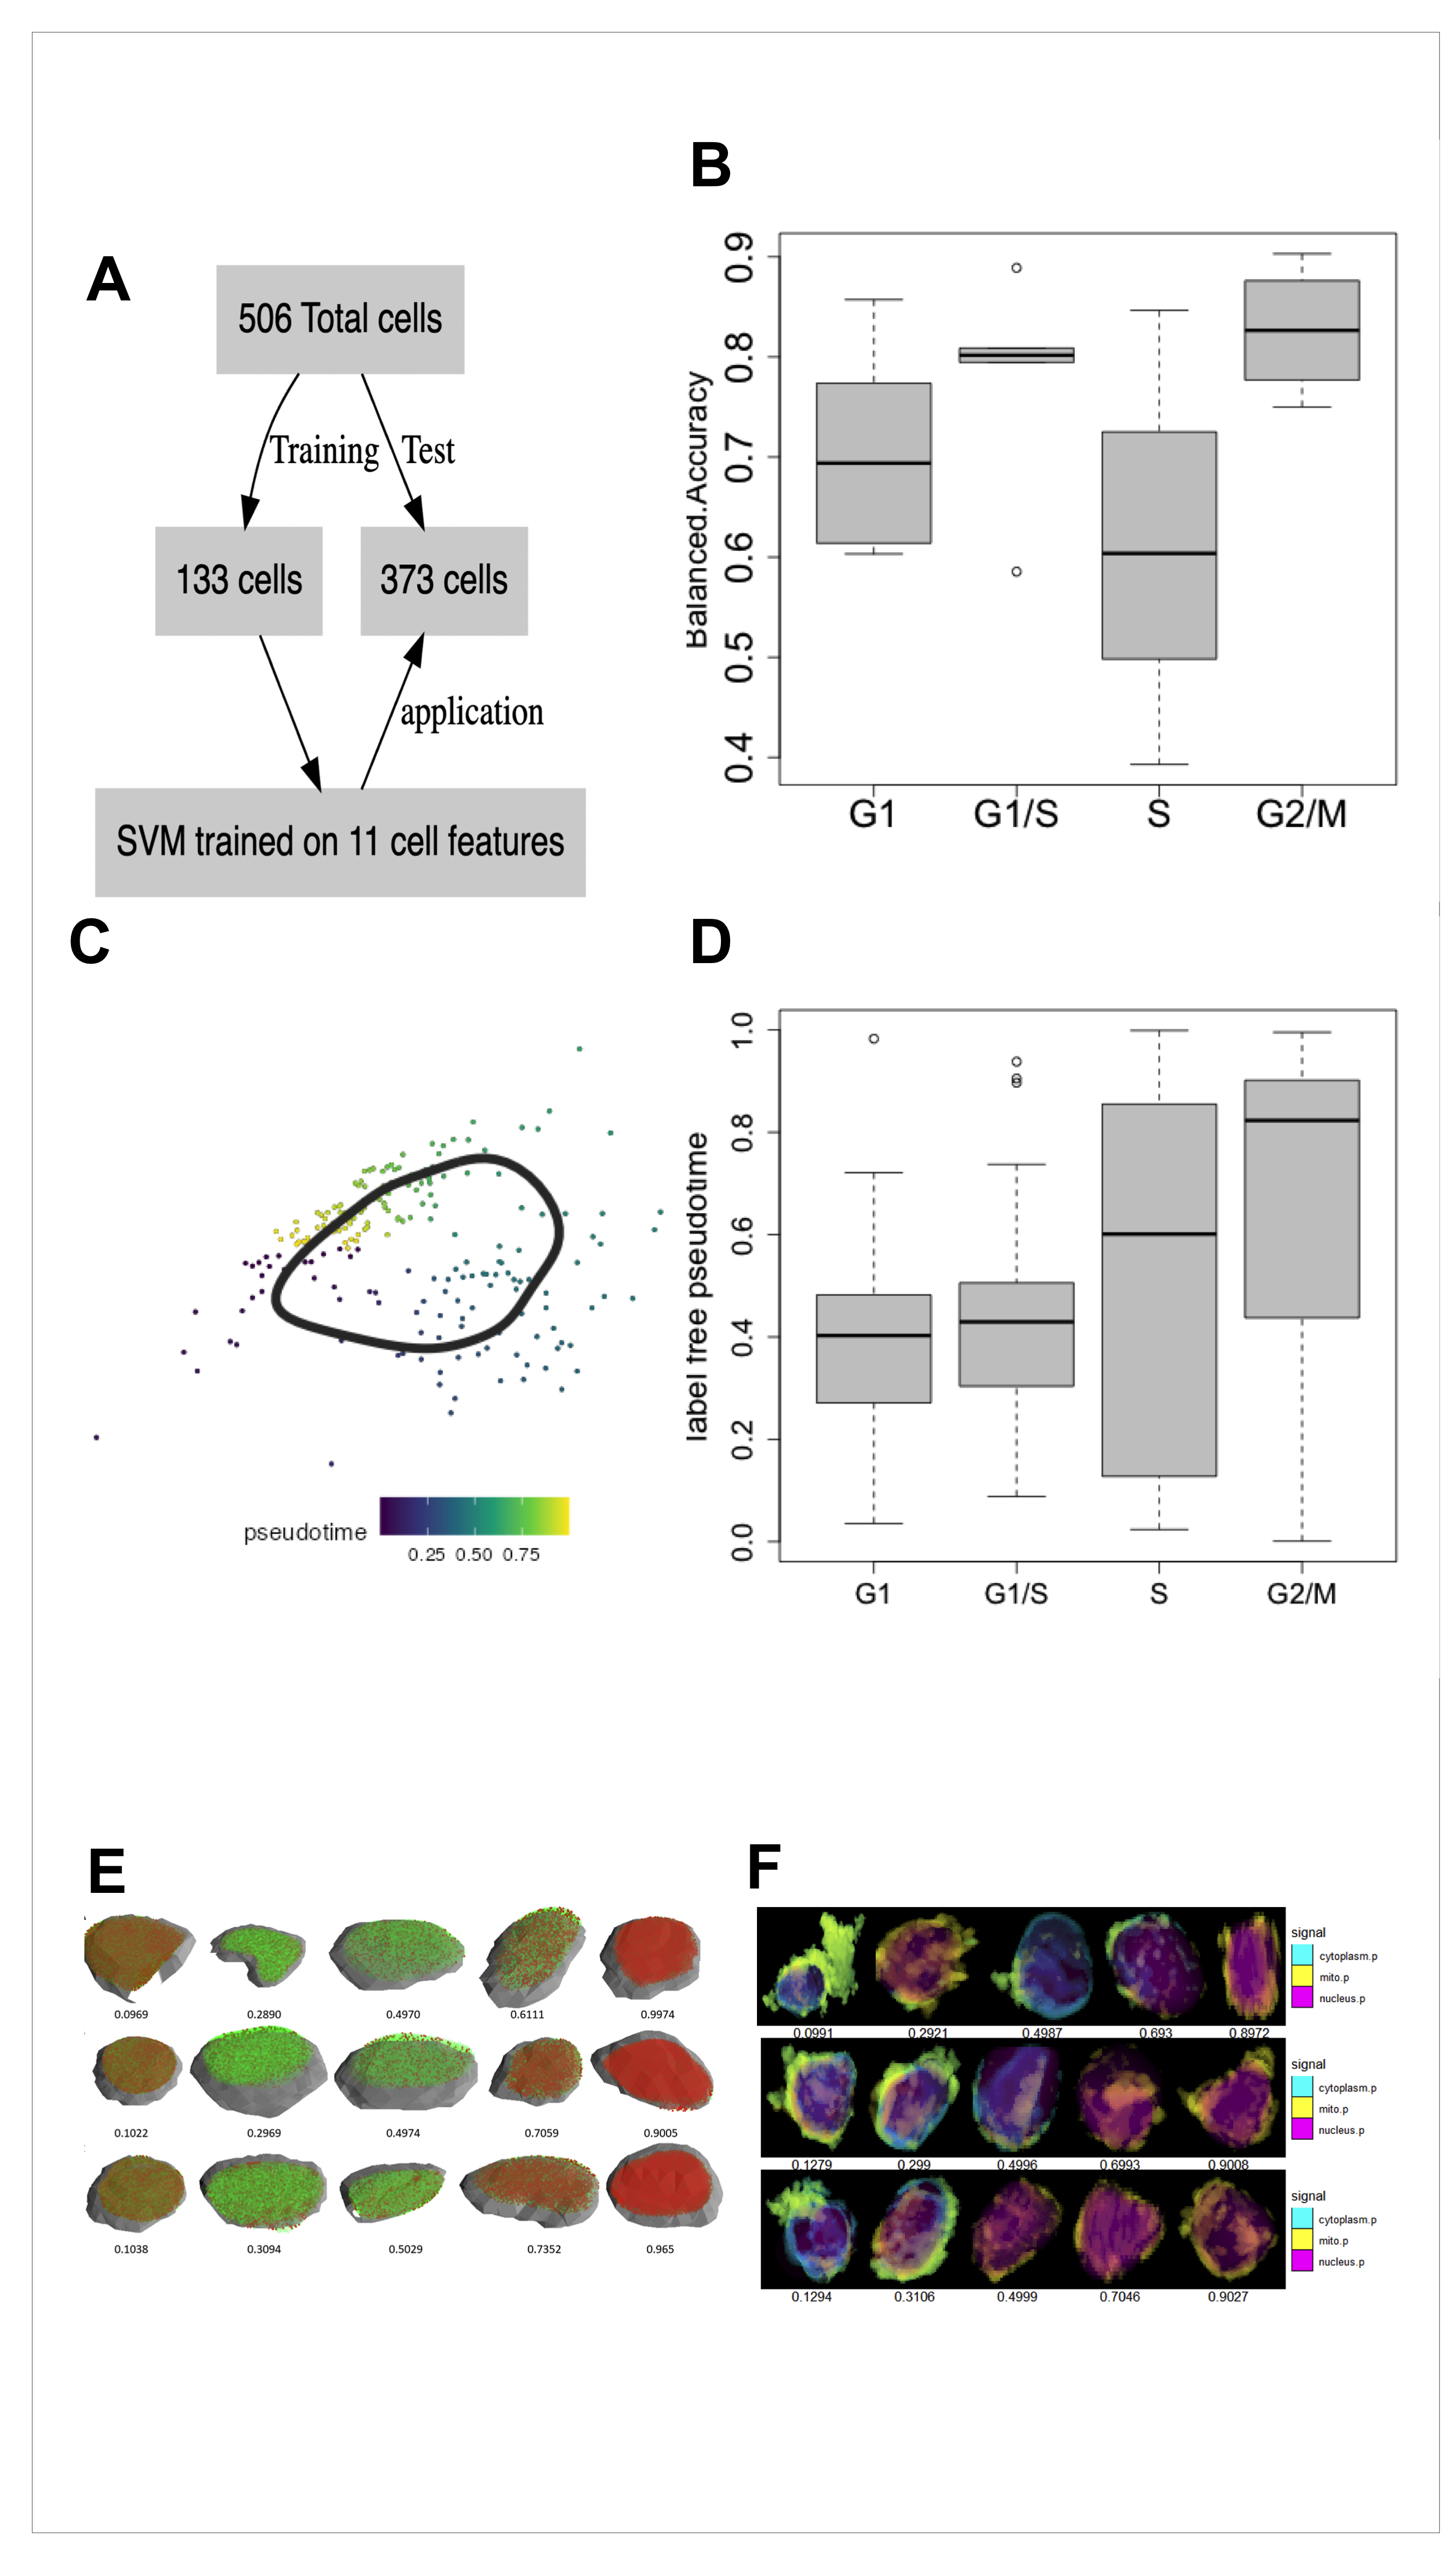 A
506 Total cells
Training
Test
133 cells
373 cells
application
SVM trained on 11 cell features
B
Balanced.Accuracy
0.9
0.8
0.7
0.6
0.5
0.4
G1
G1/S
S
G2/M
C
pseudotime
0.25 0.50 0.75
D
label free pseudotime
1.0
0.8
0.6
0.4
0.2
0.0
G1
G1/S
S
G2/M
E
0.0969
0.2890
0.4970
0.6111
0.9974
0.1022
0.2969
0.4974
0.7059
0.9005
0.1038
0.3094
0.5029
0.7352
0.965
F
signal
cytoplasm.p
mito.p
nucleus.p
0.0991
0.2921
0.4987
0.693
0.8972
signal
cytoplasm.p
mito.p
nucleus.p
0.1279
0.299
0.4996
0.6993
0.9008
signal
cytoplasm.p
mito.p
nucleus.p
0.1294
0.3106
0.4999
0.7046
0.9027